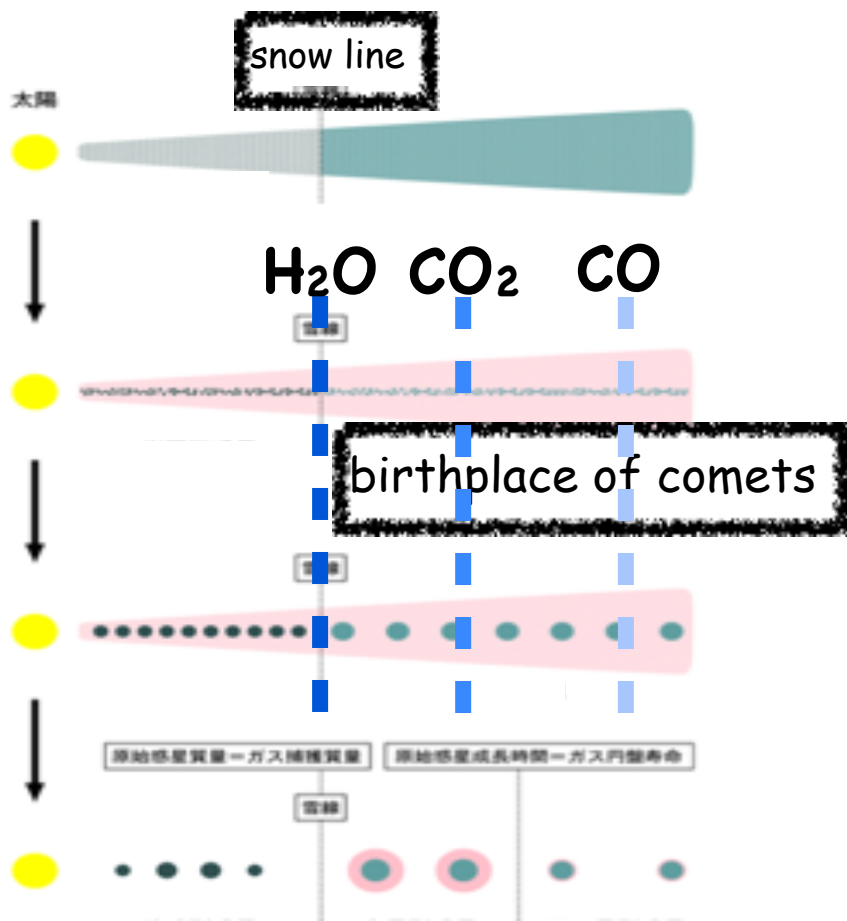 snow line
太陽
H₂O CO₂ CO
雪線
birthplace of comets
雪線
原始惑星質量=ガス捕獲質量
原始惑星成長時間=ガス円盤寿命
雪線